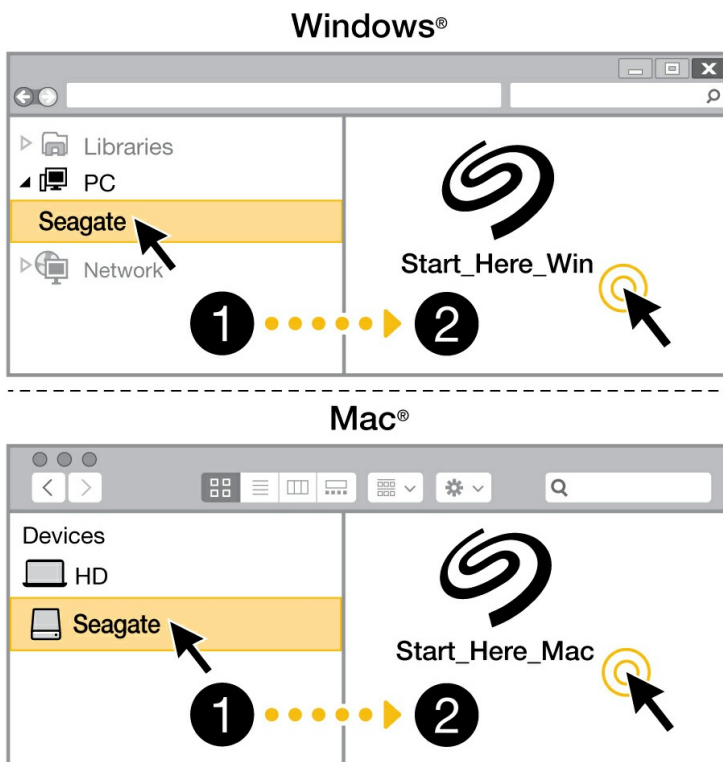 Windows®
Libraries
PC
Seagate
Network
Start_Here_Win
1 2
Mac®
Devices
HD
Seagate
Start_Here_Mac
1 2